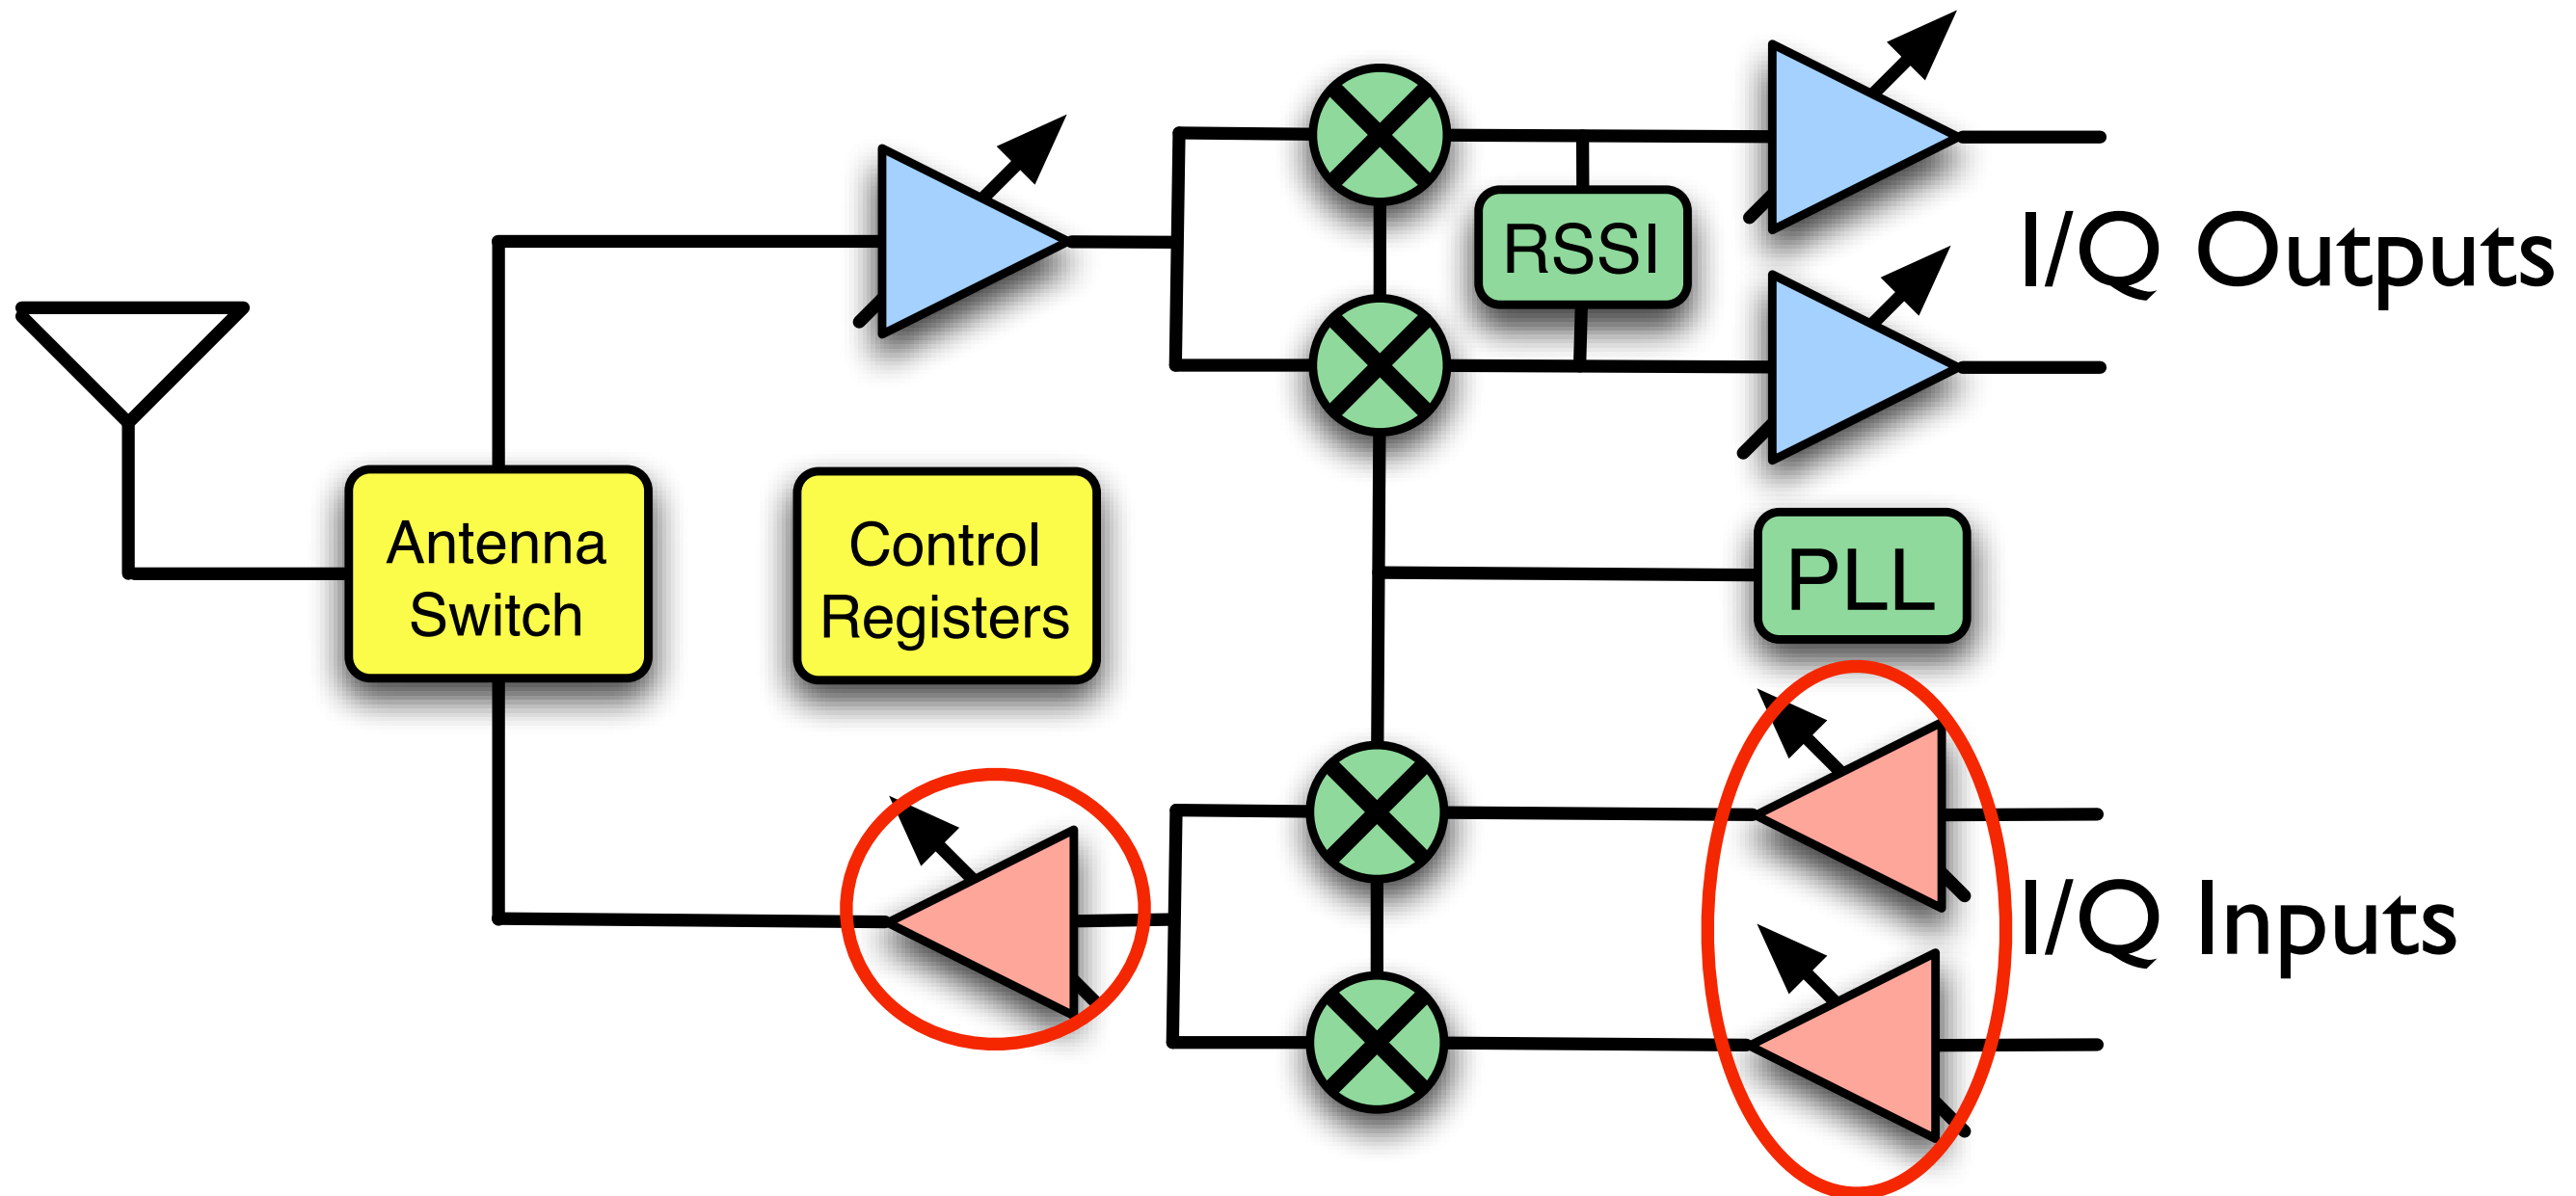 RSSI
I/Q Outputs
Antenna
Switch
Control
Registers
PLL
I/Q Inputs